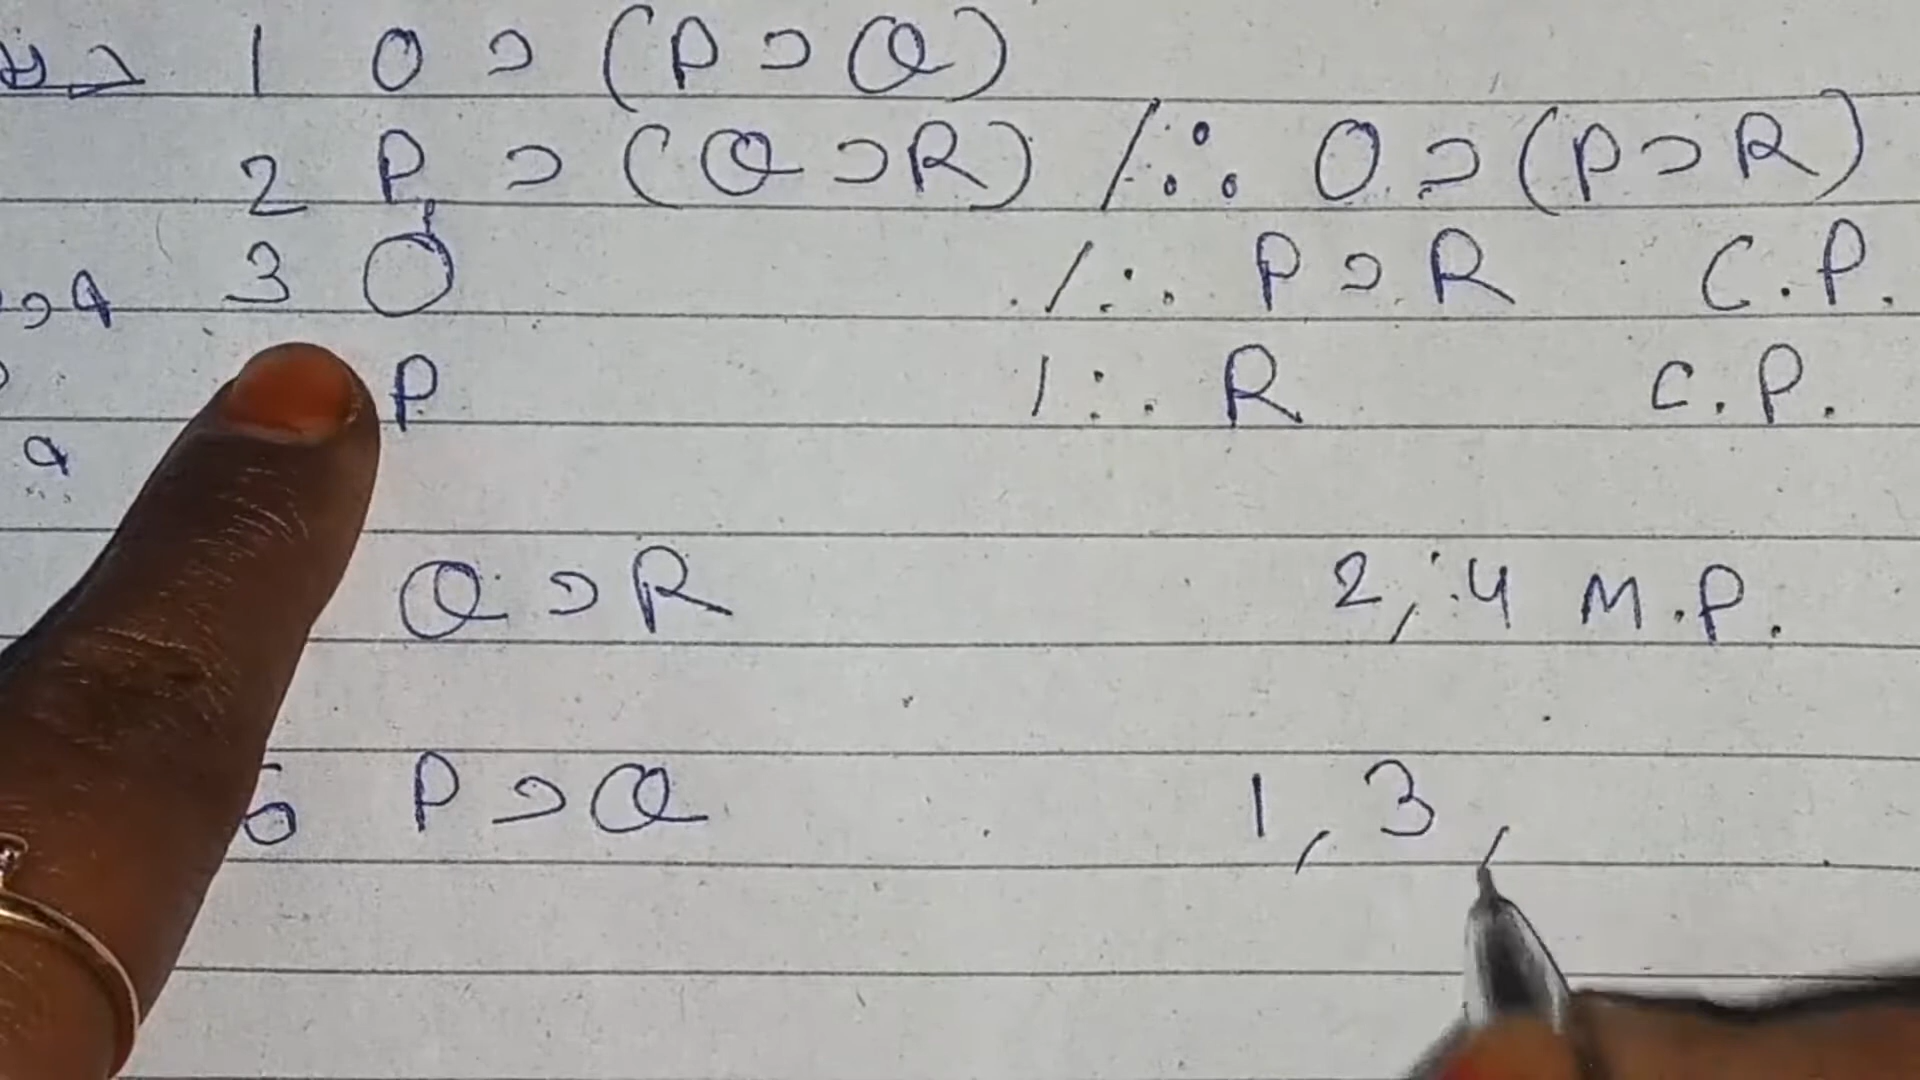 1 O ⊃ (P ⊃ Q)
2 P ⊃ (Q ⊃ R) /∴ O ⊃ (P ⊃ R)
3 O /∴ P ⊃ R C.P.
P /∴ R C.P.
Q ⊃ R 2, 4 M.P.
6 P ⊃ Q 1, 3,